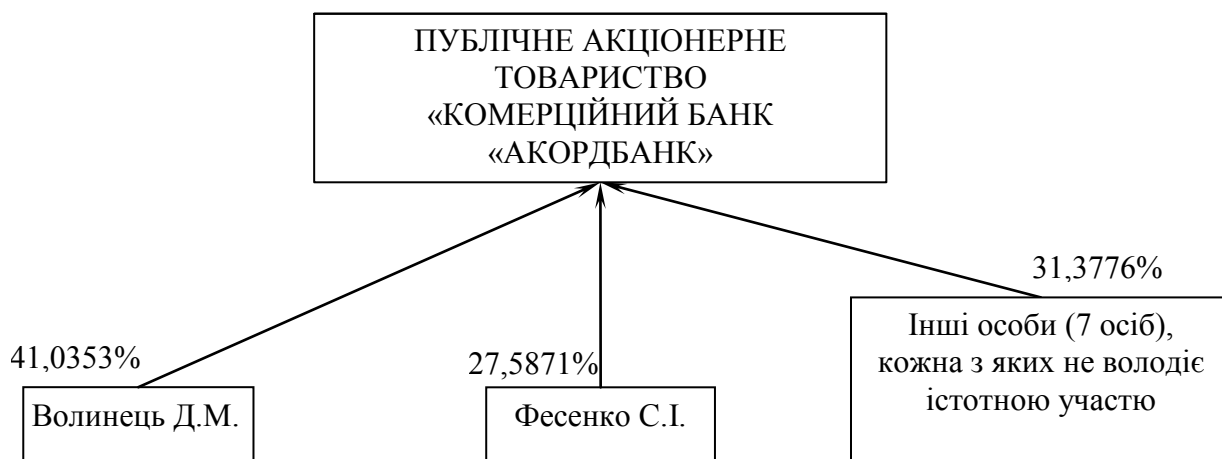 ПУБЛІЧНЕ АКЦІОНЕРНЕ
ТОВАРИСТВО
«КОМЕРЦІЙНИЙ БАНК
«АКОРДБАНК»
31,3776%
Інші особи (7 осіб),
кожна з яких не володіє
істотною участю
41,0353%
27,5871%
Волинець Д.М.
Фесенко С.І.